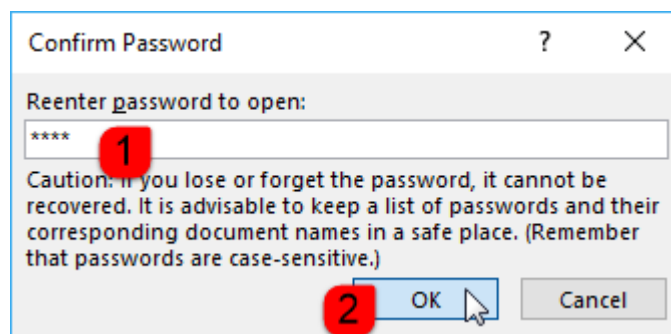 Confirm Password ? ×
Reenter password to open:
****
1
Caution: If you lose or forget the password, it cannot be
recovered. It is advisable to keep a list of passwords and their
corresponding document names in a safe place. (Remember
that passwords are case-sensitive.)
2 OK Cancel